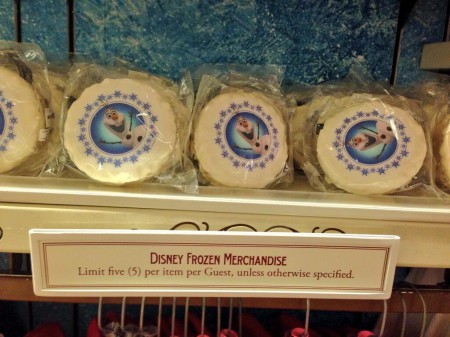 DISNEY FROZEN MERCHANDISE
Limit five (5) per item per Guest, unless otherwise specified.